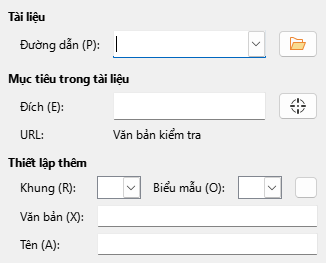 Tài liệu
Đường dẫn (P):
Mục tiêu trong tài liệu
Đích (E):
URL: Văn bản kiểm tra
Thiết lập thêm
Khung (R): Biểu mẫu (O):
Văn bản (X):
Tên (A):